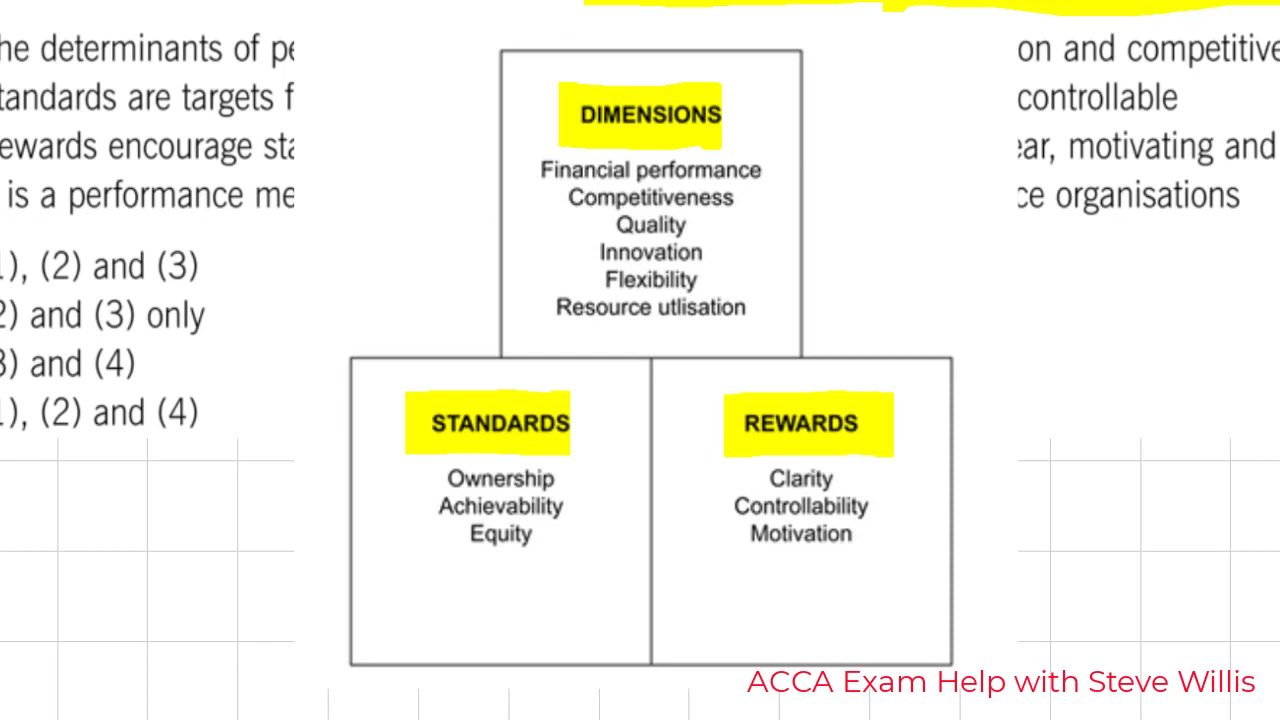 he determinants of pe
on and competitive
tandards are targets f
controllable
ewards encourage sta
ear, motivating and
is a performance me
ce organisations
1), (2) and (3)
2) and (3) only
3) and (4)
1), (2) and (4)
DIMENSIONS
Financial performance
Competitiveness
Quality
Innovation
Flexibility
Resource utlisation
STANDARDS
Ownership
Achievability
Equity
REWARDS
Clarity
Controllability
Motivation
ACCA Exam Help with Steve Willis